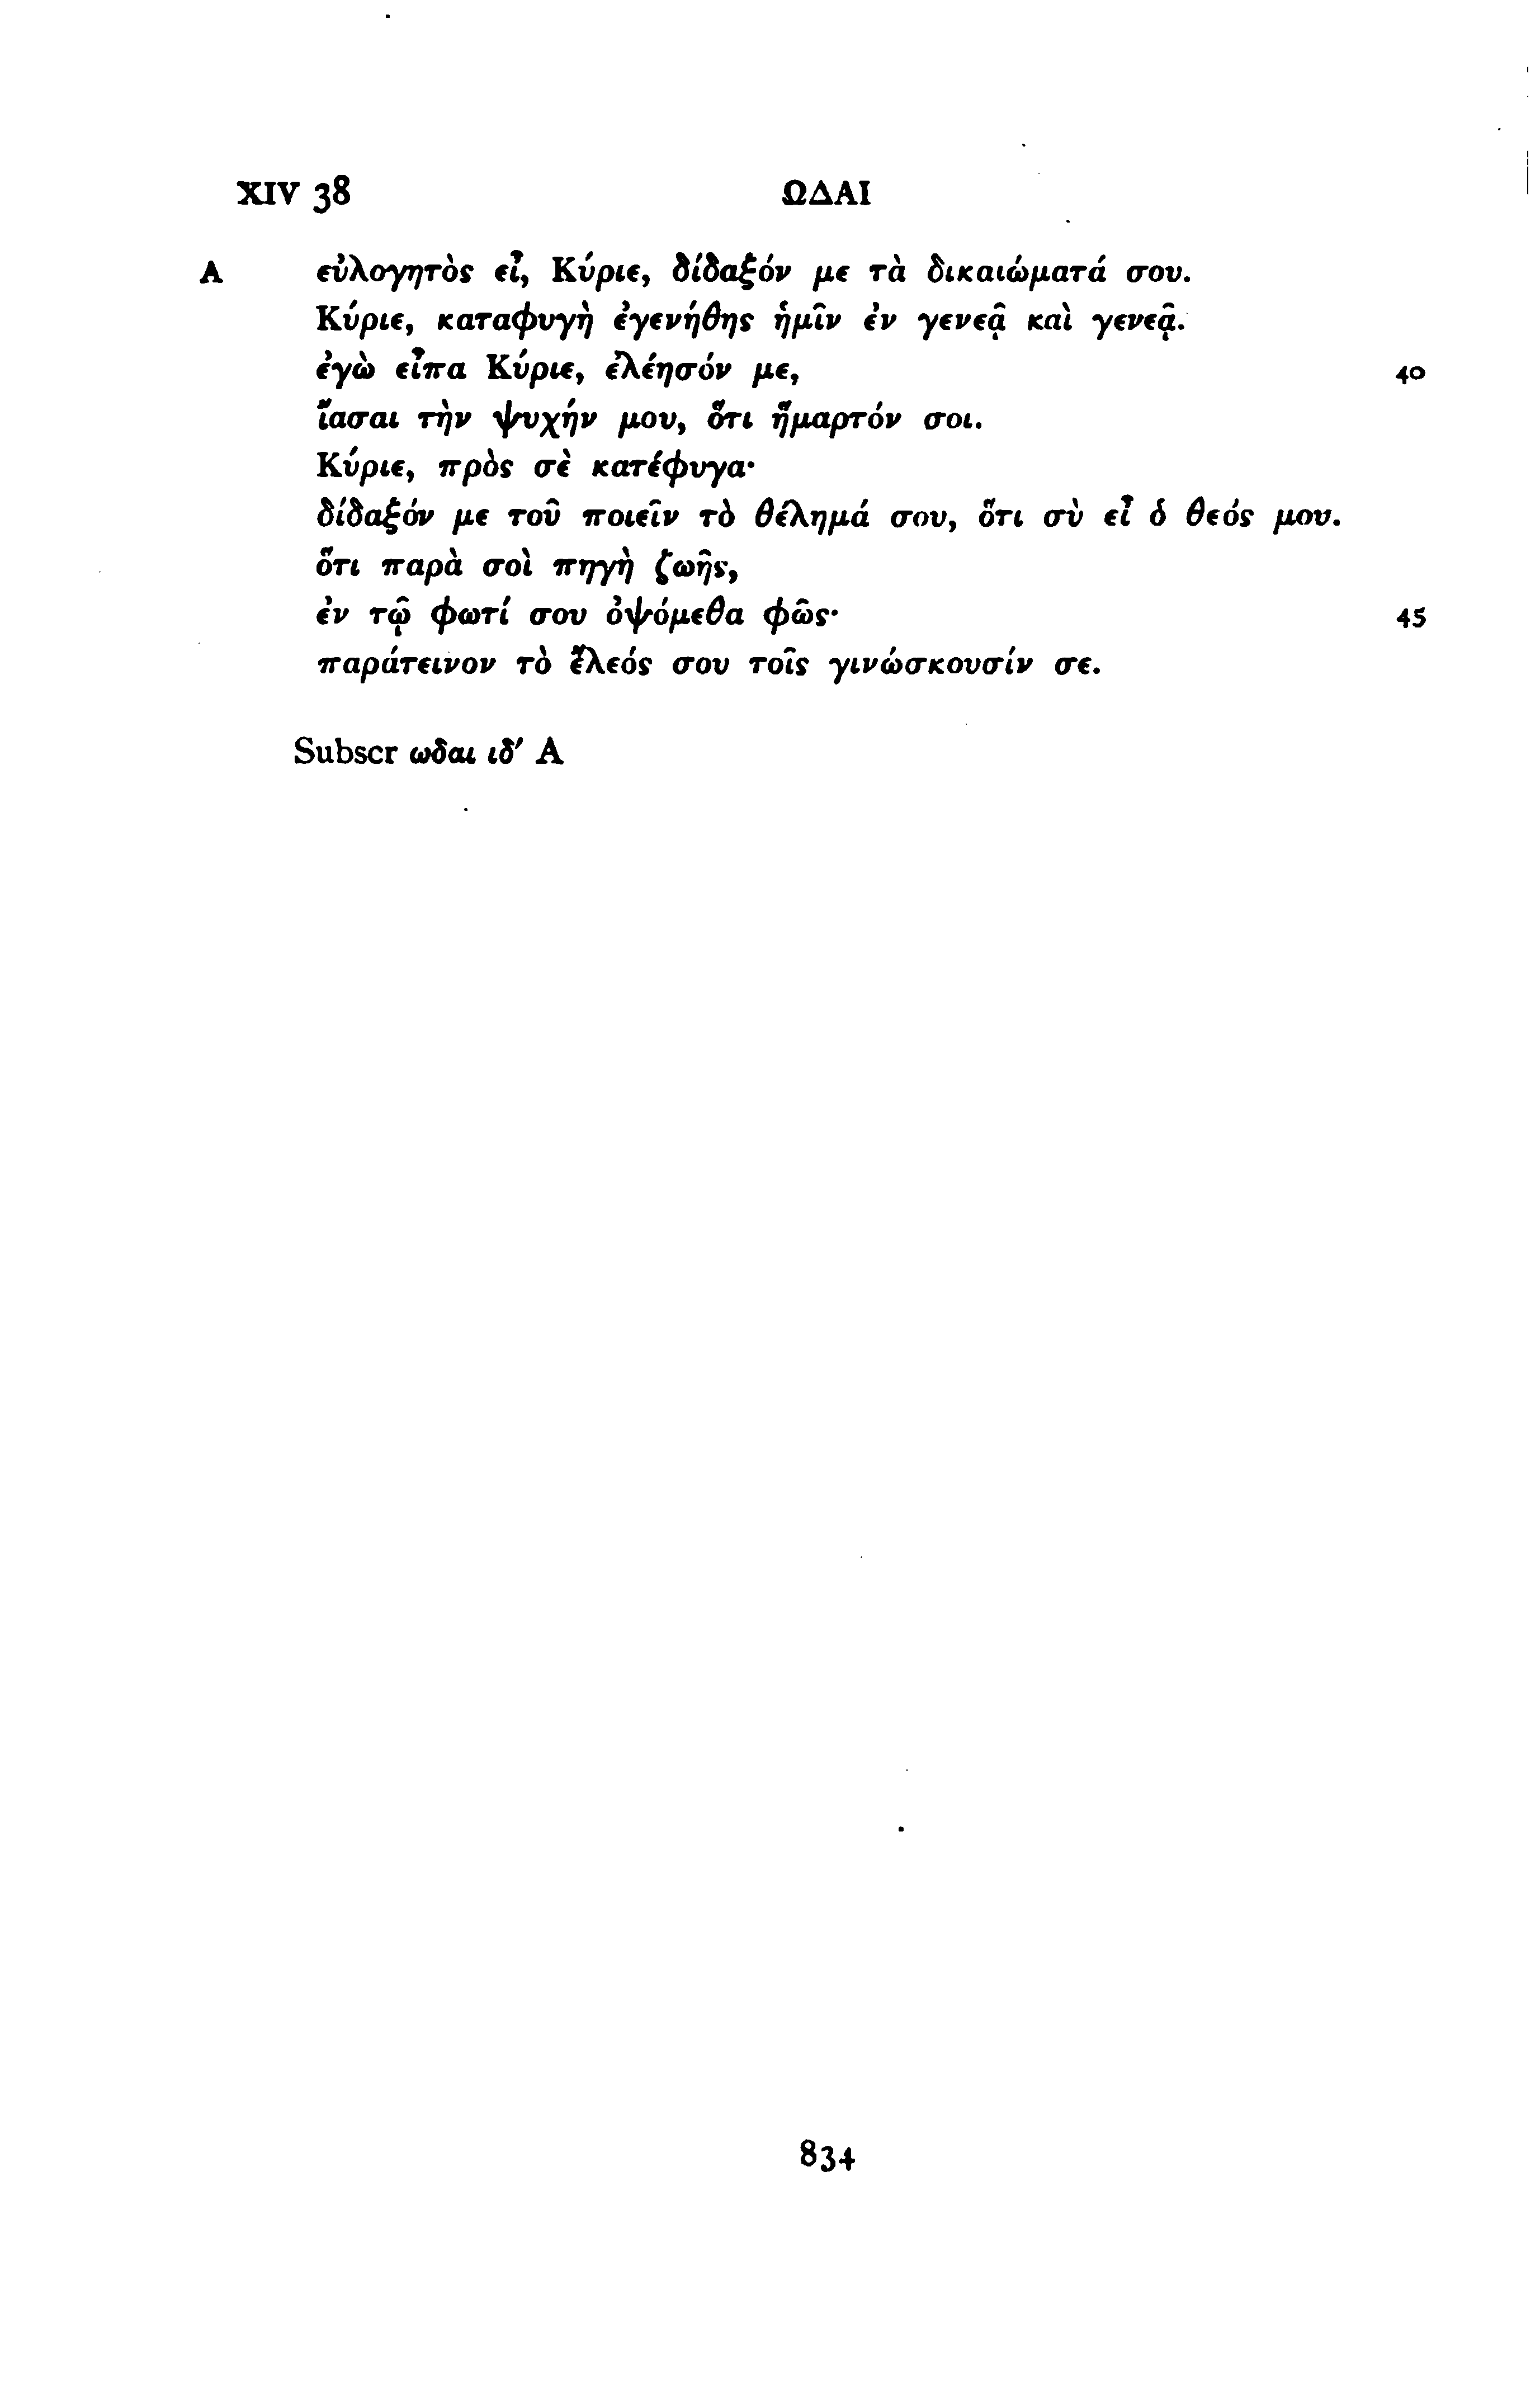 XIV 38 ΩΔΑΙ
A εὐλογητὸς εἶ, Κύριε, δίδαξόν με τὰ δικαιώματά σου.
Κύριε, καταφυγὴ ἐγενήθης ἡμῖν ἐν γενεᾷ καὶ γενεᾷ.
ἐγὼ εἶπα Κύριε, ἐλέησόν με, 40
ἴασαι τὴν ψυχήν μου, ὅτι ἥμαρτόν σοι.
Κύριε, πρὸς σὲ κατέφυγα·
δίδαξόν με τοῦ ποιεῖν τὸ θέλημά σου, ὅτι σὺ εἶ ὁ θεός μου.
ὅτι παρὰ σοὶ πηγὴ ζωῆς,
ἐν τῷ φωτί σου ὀψόμεθα φῶς· 45
παράτεινον τὸ ἔλεός σου τοῖς γινώσκουσίν σε.
Subscr ωδαι ιδ′ A
834